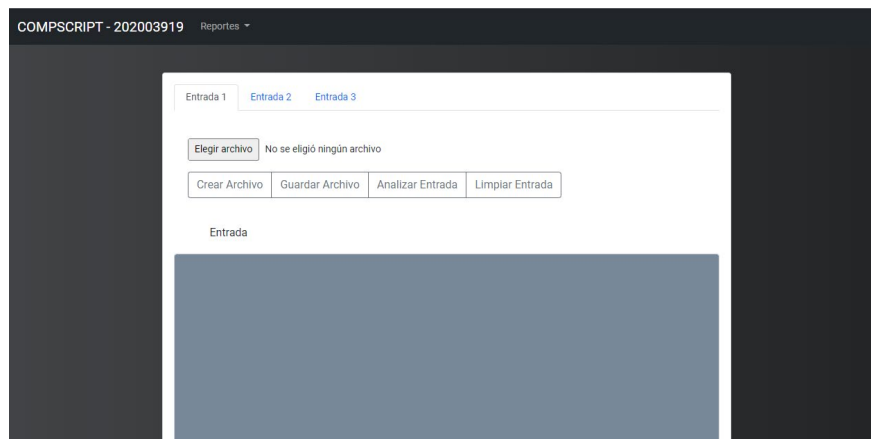 COMPSCRIPT - 202003919 Reportes
Entrada 1 Entrada 2 Entrada 3
Elegir archivo No se eligió ningún archivo
Crear Archivo Guardar Archivo Analizar Entrada Limpiar Entrada
Entrada